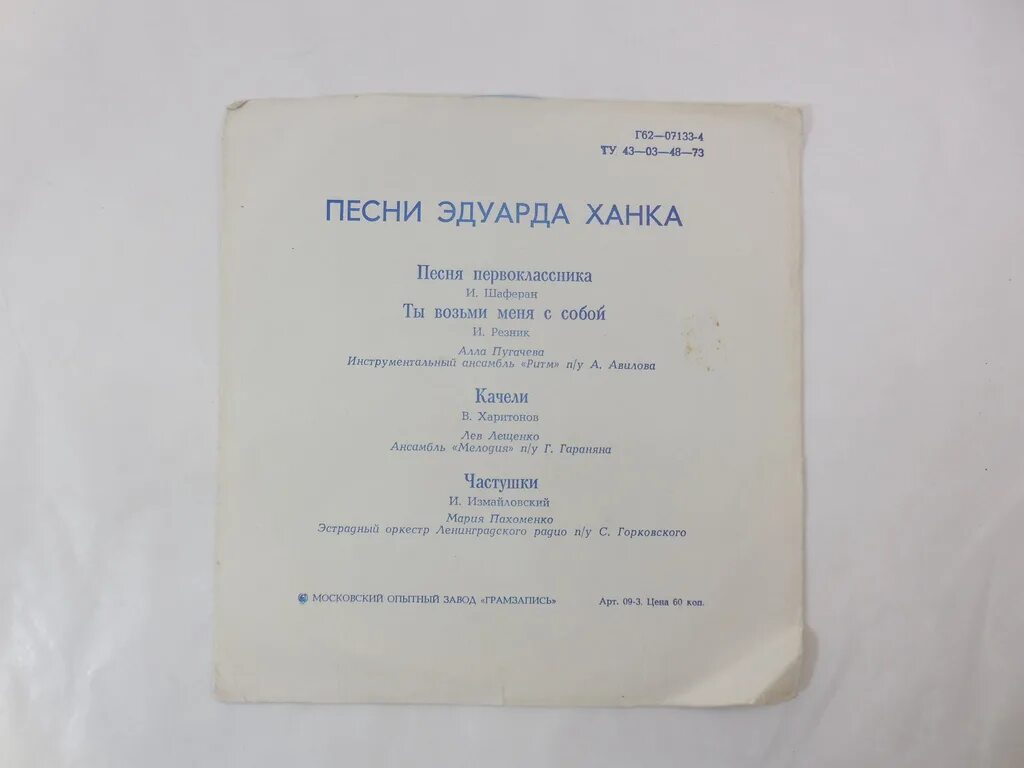 Г62—07133-4
ТУ 43—03—48—73
ПЕСНИ ЭДУАРДА ХАНКА
Песня первоклассника
И. Шаферан
Ты возьми меня с собой
И. Резник
Алла Пугачева
Инструментальный ансамбль «Ритм» п/у А. Авилова
Качели
В. Харитонов
Лев Лещенко
Ансамбль «Мелодия» п/у Г. Гараняна
Частушки
И. Измайловский
Мария Пахоменко
Эстрадный оркестр Ленинградского радио п/у С. Горковского
МОСКОВСКИЙ ОПЫТНЫЙ ЗАВОД «ГРАМЗАПИСЬ» Арт. 09-3. Цена 60 коп.